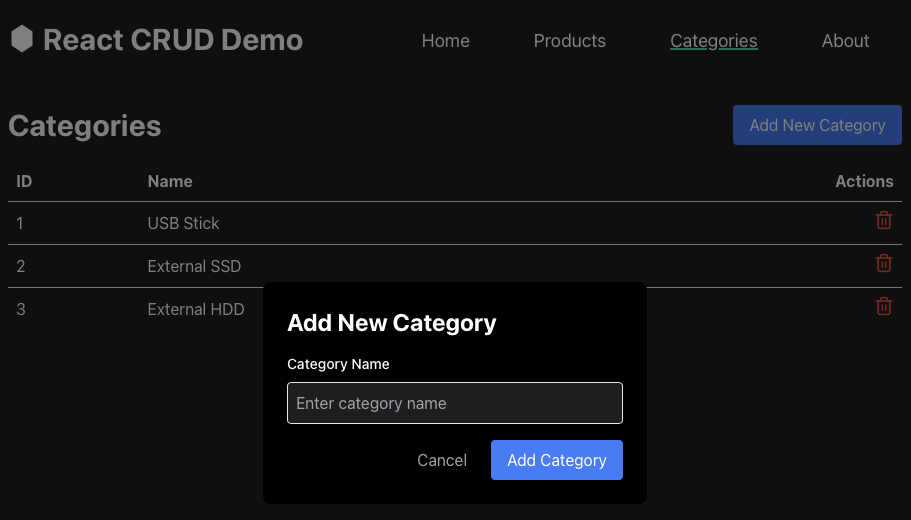 React CRUD Demo Home Products Categories About
Categories Add New Category
ID Name Actions
1 USB Stick
2 External SSD
3 External HDD
Add New Category
Category Name
Enter category name
Cancel Add Category